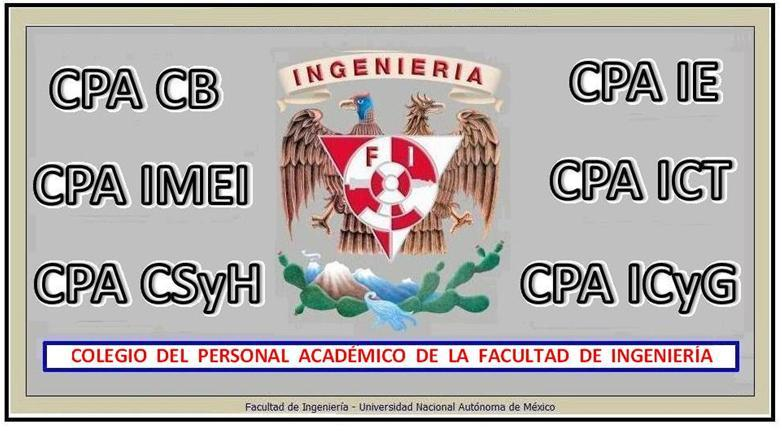 INGENIERIA
CPA CB
CPA IE
F I
CPA IMEI
CPA ICT
CPA CSyH
CPA ICyG
COLEGIO DEL PERSONAL ACADÉMICO DE LA FACULTAD DE INGENIERÍA
Facultad de Ingeniería - Universidad Nacional Autónoma de México